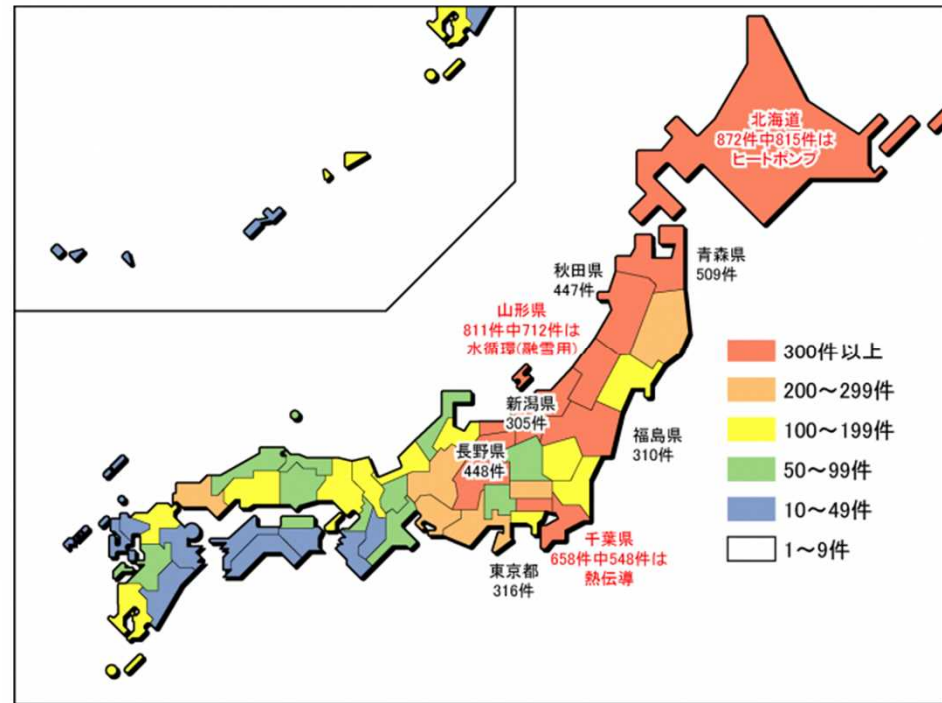 北海道
872件中815件は
ヒートポンプ
青森県
509件
秋田県
447件
山形県
811件中712件は
水循環(融雪用)
新潟県
305件
長野県
448件
福島県
310件
千葉県
658件中548件は
熱伝導
東京都
316件
300件以上
200～299件
100～199件
50～99件
10～49件
1～9件